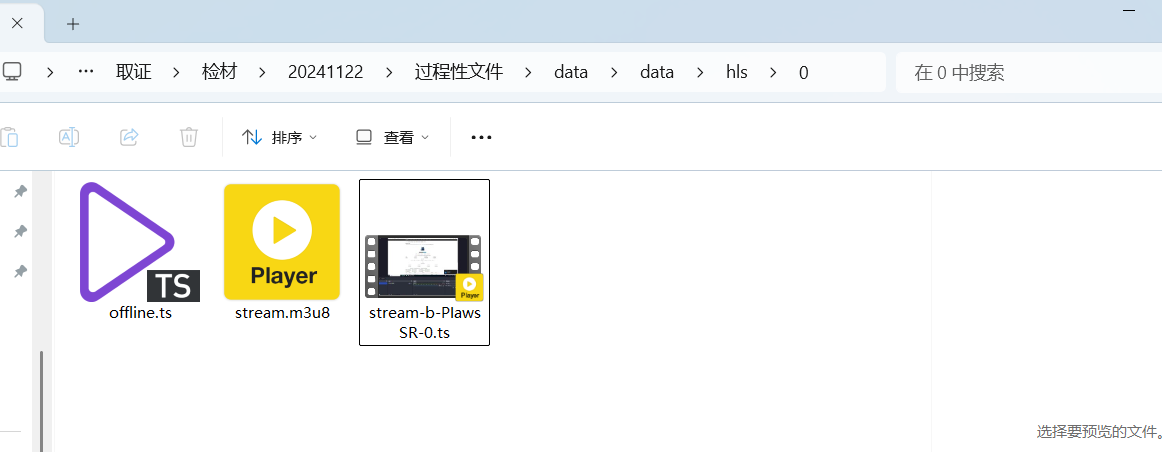 取证 检材 20241122 过程性文件 data data hls 0
在 0 中搜索
排序 查看
TS
Player
Player
offline.ts
stream.m3u8
stream-b-PIaws
SR-0.ts
选择要预览的文件。